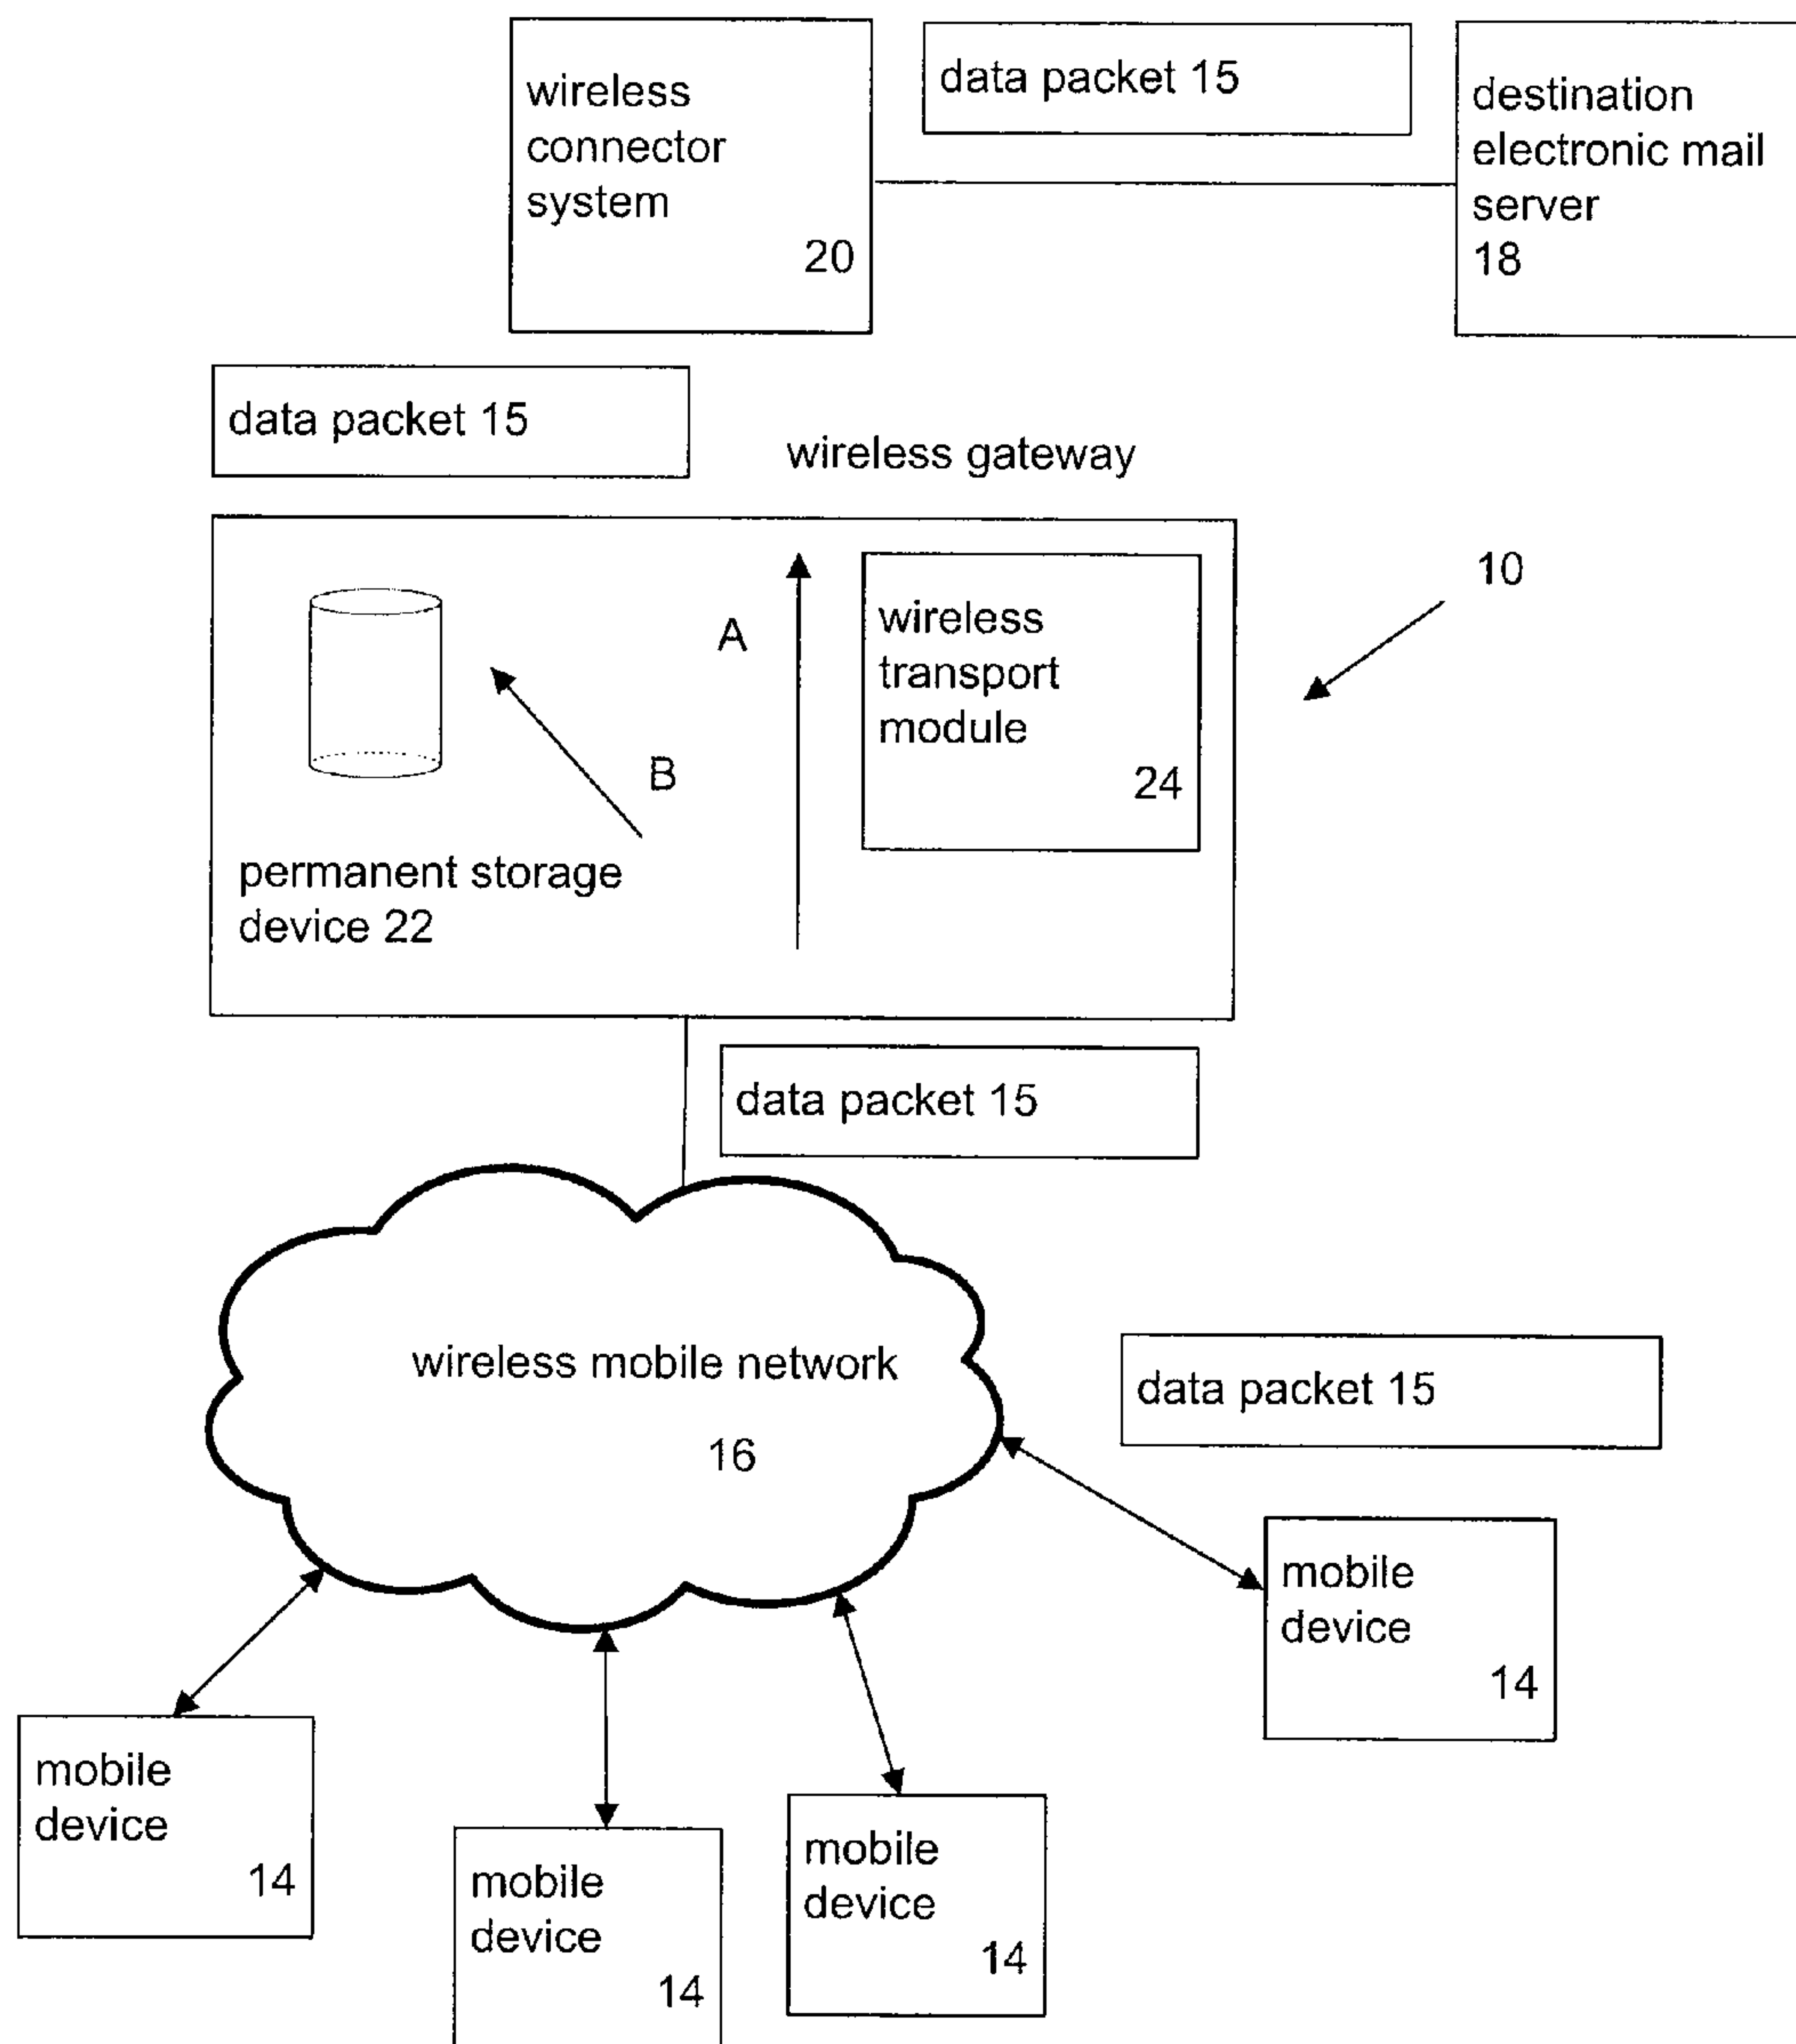 wireless
connector
system
20
data packet 15
destination
electronic mail
server
18
data packet 15
wireless gateway
10
A
B
wireless
transport
module
24
permanent storage
device 22
data packet 15
wireless mobile network
16
data packet 15
mobile
device
14
mobile
device
14
mobile
device
14
mobile
device
14